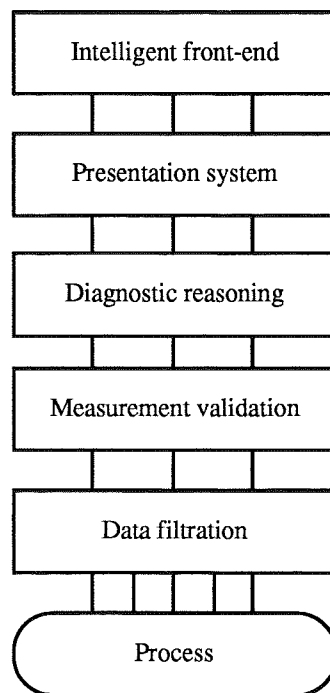 Intelligent front-end
Presentation system
Diagnostic reasoning
Measurement validation
Data filtration
Process